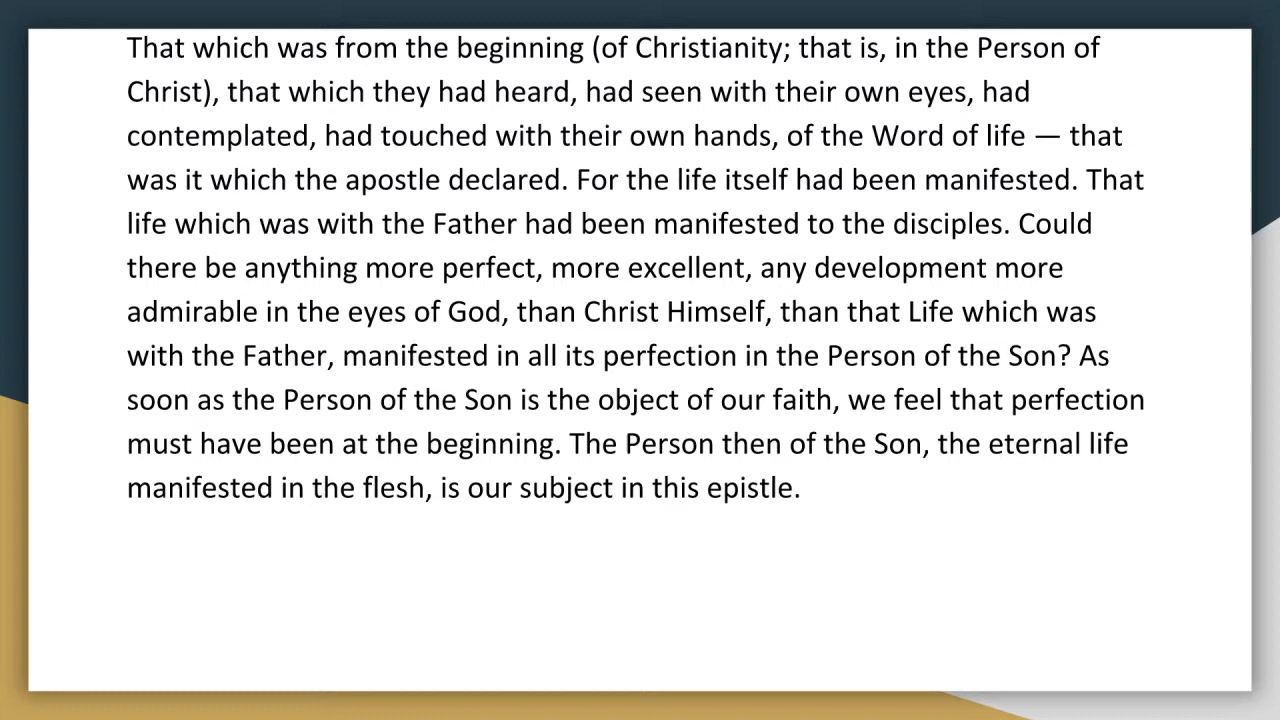 That which was from the beginning (of Christianity; that is, in the Person of
Christ), that which they had heard, had seen with their own eyes, had
contemplated, had touched with their own hands, of the Word of life — that
was it which the apostle declared. For the life itself had been manifested. That
life which was with the Father had been manifested to the disciples. Could
there be anything more perfect, more excellent, any development more
admirable in the eyes of God, than Christ Himself, than that Life which was
with the Father, manifested in all its perfection in the Person of the Son? As
soon as the Person of the Son is the object of our faith, we feel that perfection
must have been at the beginning. The Person then of the Son, the eternal life
manifested in the flesh, is our subject in this epistle.